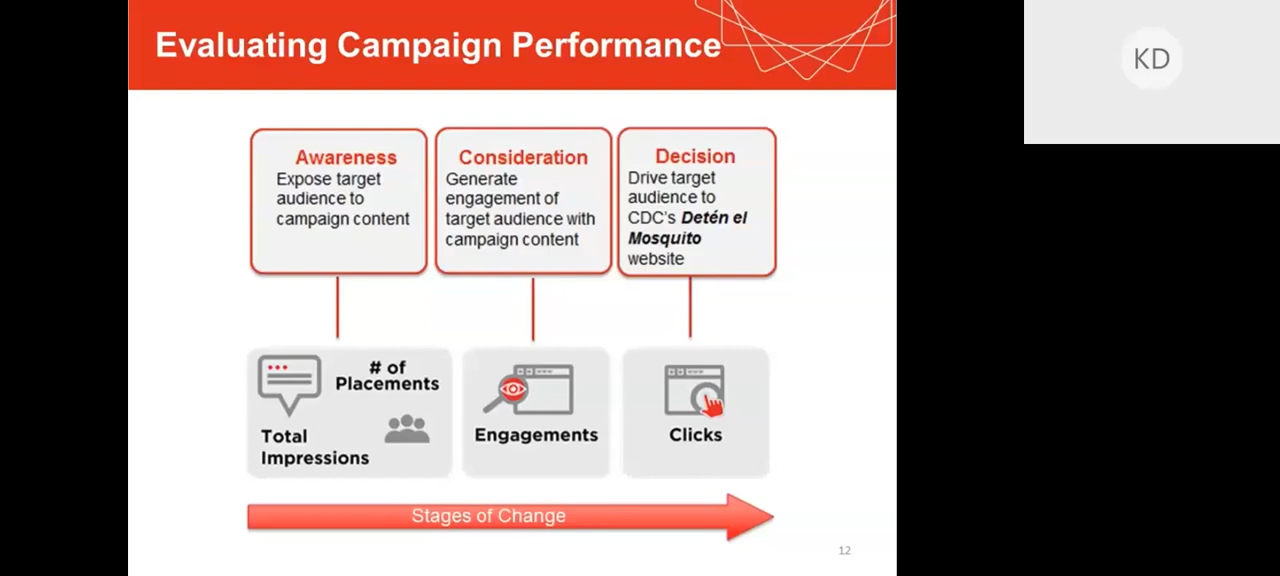 Evaluating Campaign Performance
KD
Awareness
Expose target
audience to
campaign content
Consideration
Generate
engagement of
target audience with
campaign content
Decision
Drive target
audience to
CDC's Detén el
Mosquito
website
# of
Placements
Total
Impressions
Engagements
Clicks
Stages of Change
12